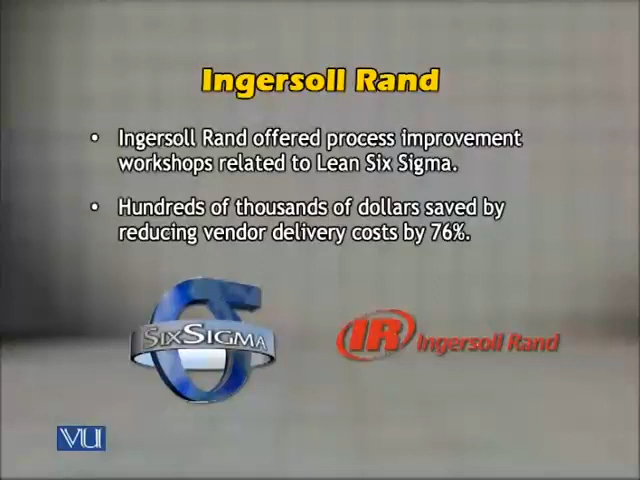 Ingersoll Rand
• Ingersoll Rand offered process improvement
workshops related to Lean Six Sigma.
• Hundreds of thousands of dollars saved by
reducing vendor delivery costs by 76%.
SIXSIGMA
IR Ingersoll Rand
VU